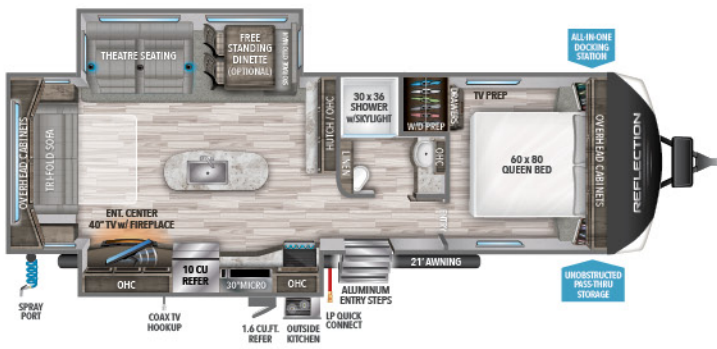 FREE
STANDING
DINETTE
(OPTIONAL)
THEATRE SEATING
ALL-IN-ONE
DOCKING
STATION
30 x 36
SHOWER
w/SKYLIGHT
W/D PREP
DRAWERS
TV PREP
HUTCH / OHC
LINEN
OHC
60 x 80
QUEEN BED
OVERHEAD CABINETS
REFLECTION
OVERHEAD CABINETS
TRI-FOLD SOFA
ENT. CENTER
40" TV w/ FIREPLACE
10 CU
REFER
OHC
30"MICRO
OHC
21' AWNING
ALUMINUM
ENTRY STEPS
UNOBSTRUCTED
PASS-THRU
STORAGE
SPRAY
PORT
COAX TV
HOOKUP
1.6 CU.FT.
REFER
OUTSIDE
KITCHEN
LP QUICK
CONNECT